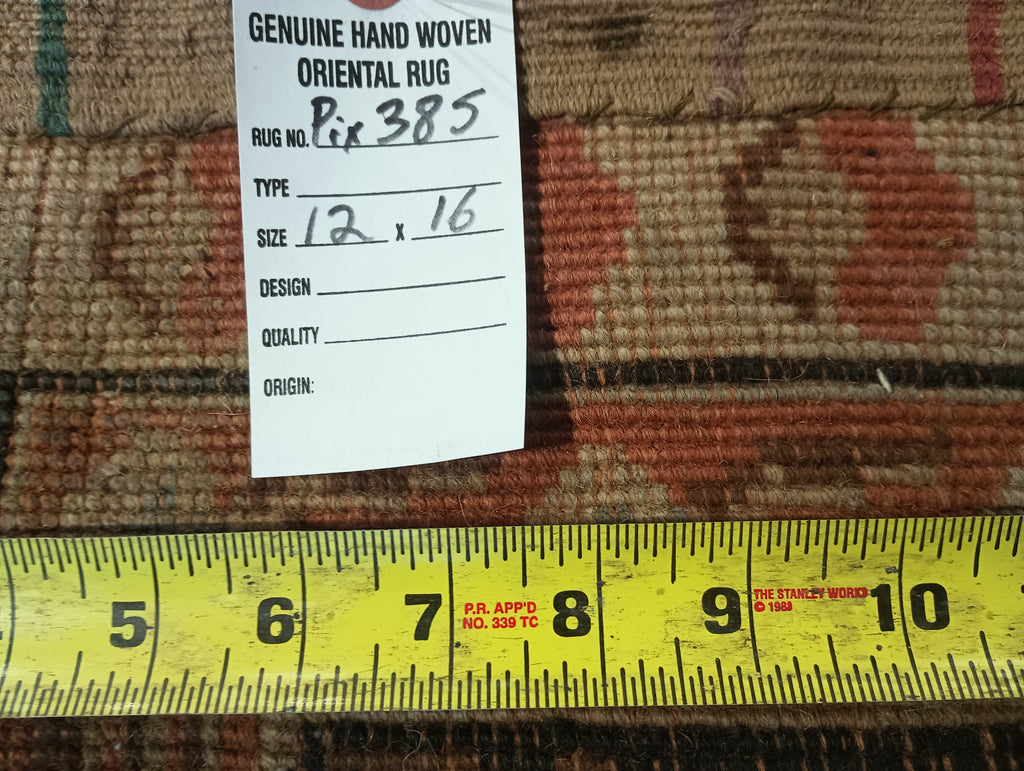 GENUINE HAND WOVEN
ORIENTAL RUG
RUG NO. Pix 385
TYPE
SIZE 12 x 16
DESIGN
QUALITY
ORIGIN:
5 6 7 P.R. APP'D 8 9 THE STANLEY WORKS 10
NO. 339 TC © 1980